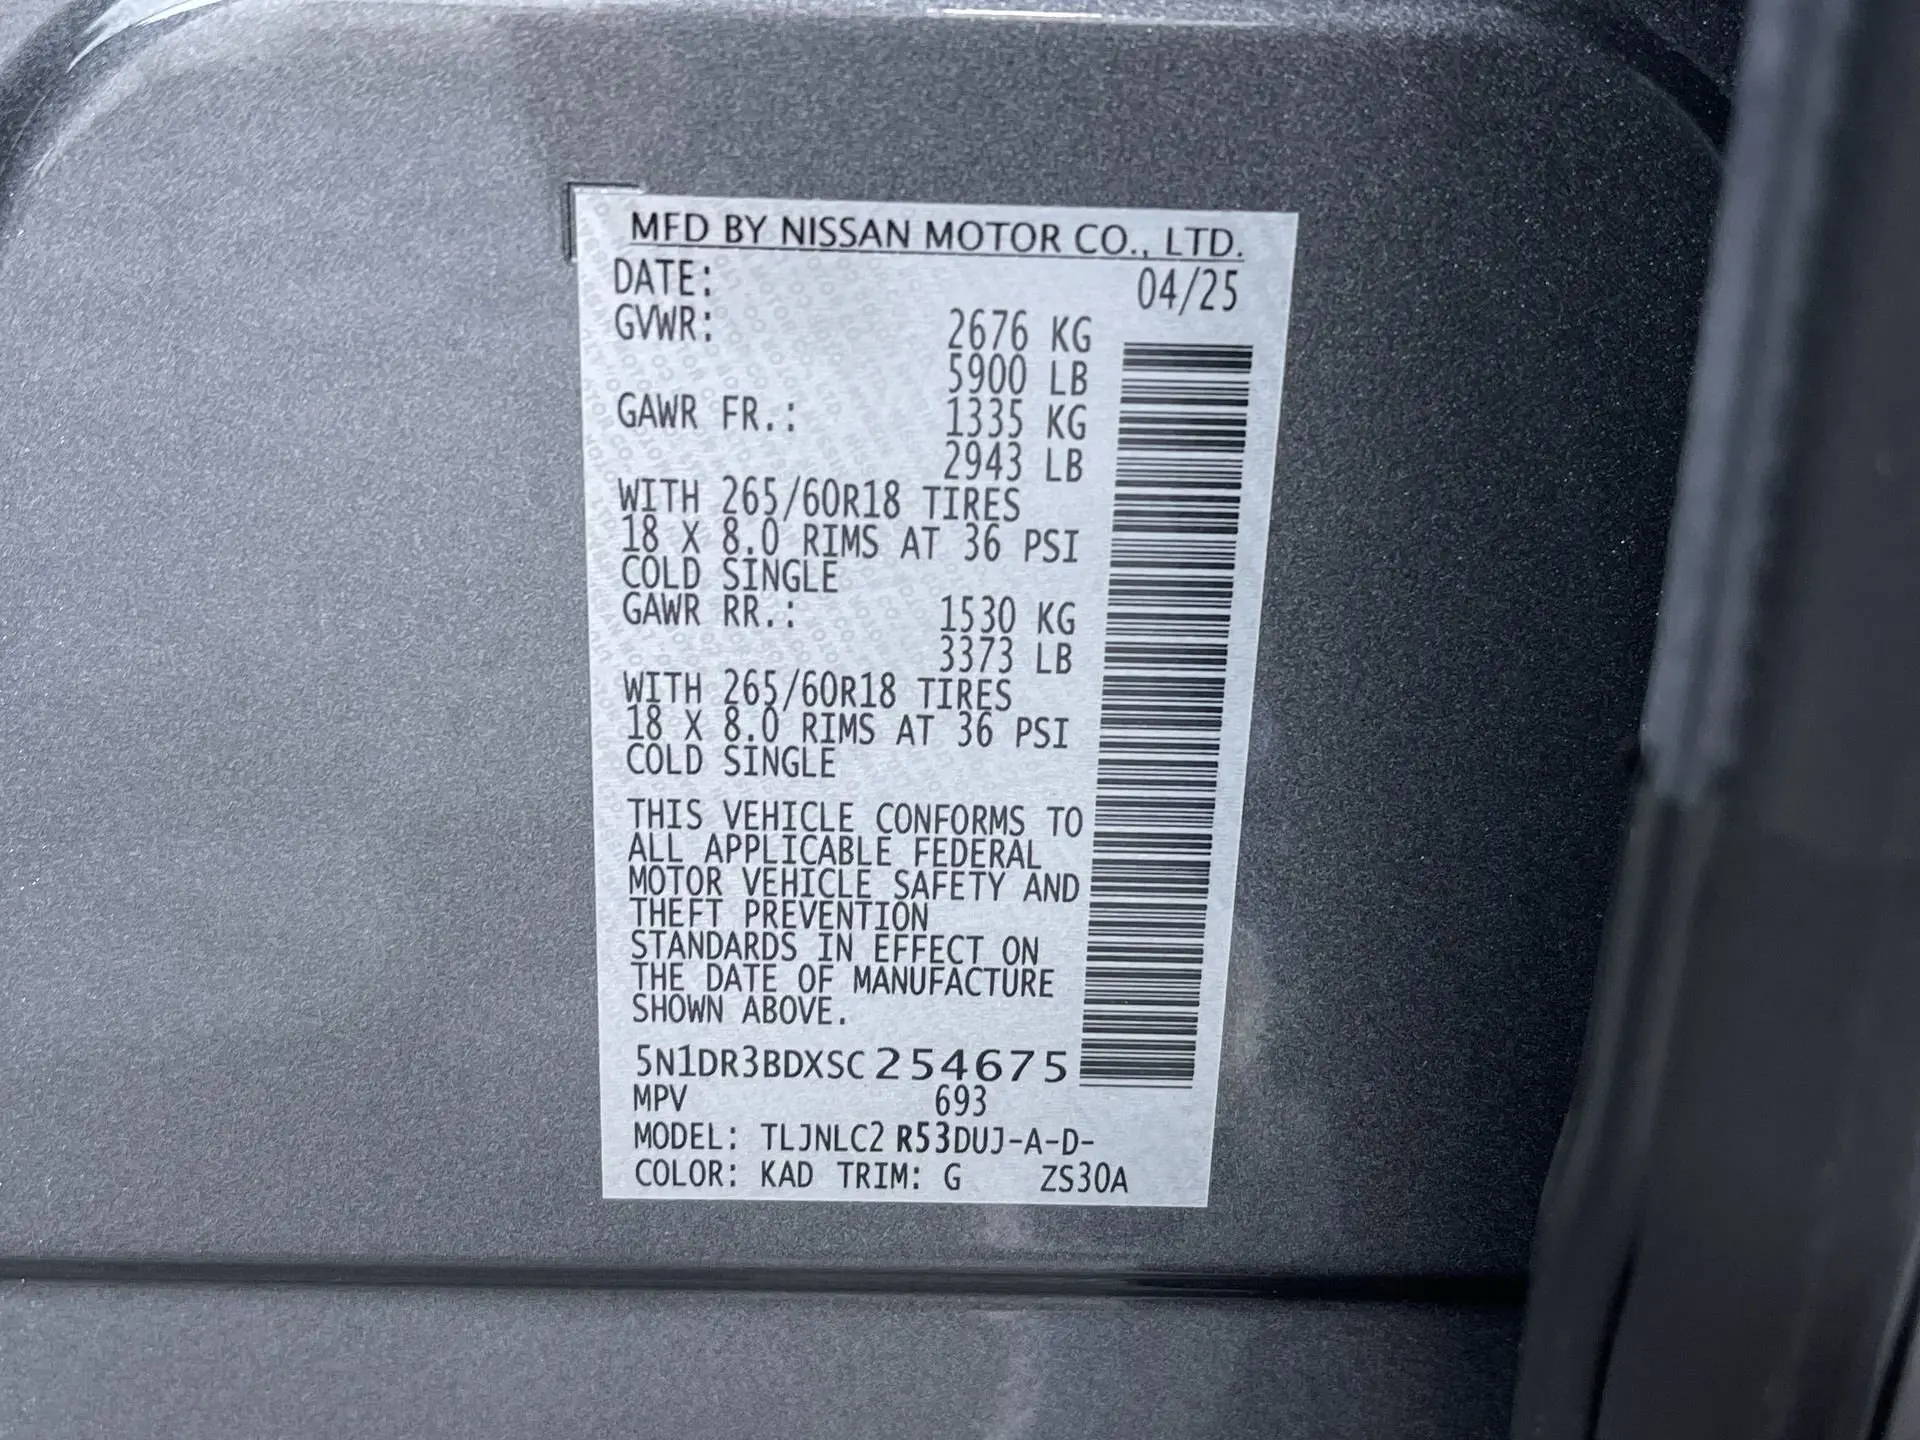 MFD BY NISSAN MOTOR CO., LTD.
DATE: 04/25
GVWR: 2676 KG
5900 LB
GAWR FR.: 1335 KG
2943 LB
WITH 265/60R18 TIRES
18 X 8.0 RIMS AT 36 PSI
COLD SINGLE
GAWR RR.: 1530 KG
3373 LB
WITH 265/60R18 TIRES
18 X 8.0 RIMS AT 36 PSI
COLD SINGLE
THIS VEHICLE CONFORMS TO
ALL APPLICABLE FEDERAL
MOTOR VEHICLE SAFETY AND
THEFT PREVENTION
STANDARDS IN EFFECT ON
THE DATE OF MANUFACTURE
SHOWN ABOVE.
5N1DR3BDXSC254675
MPV 693
MODEL: TLJNLC2 R53DUJ-A-D-
COLOR: KAD TRIM: G ZS30A